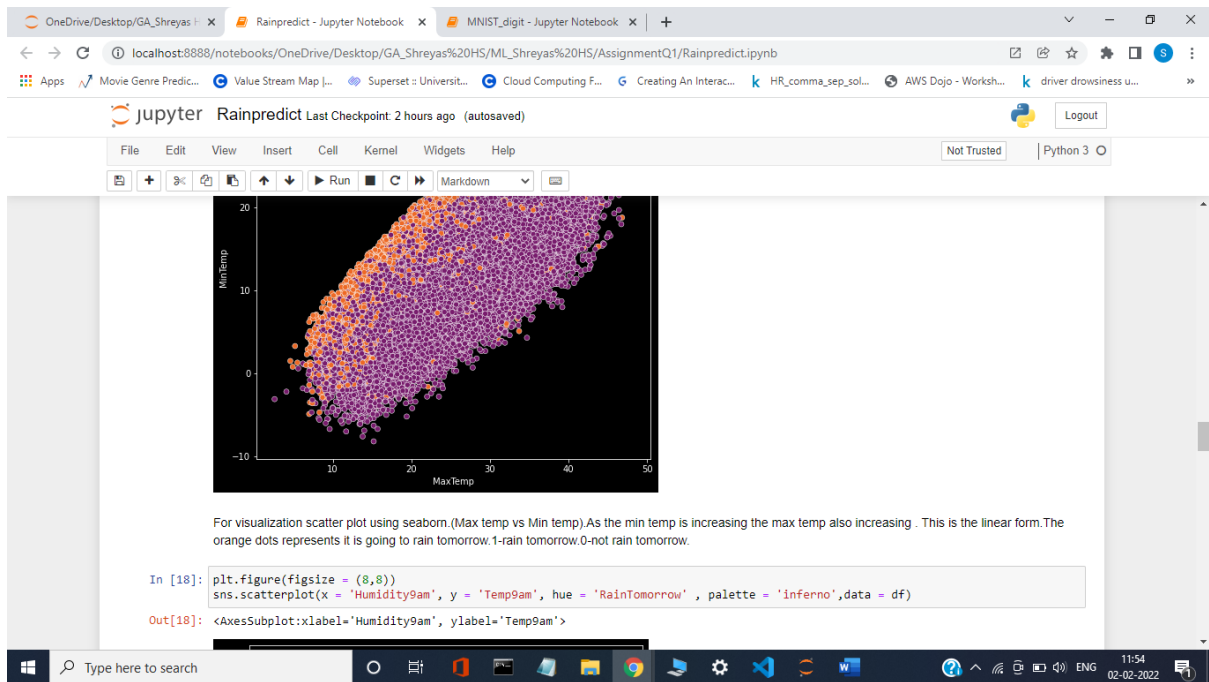 OneDrive/Desktop/GA_Shreyas H
Rainpredict - Jupyter Notebook
MNIST_digit - Jupyter Notebook
localhost:8888/notebooks/OneDrive/Desktop/GA_Shreyas%20HS/ML_Shreyas%20HS/AssignmentQ1/Rainpredict.ipynb
S
Apps Movie Genre Predic... Value Stream Map |... Superset :: Universit... Cloud Computing F... Creating An Interac... HR_comma_sep_sol... AWS Dojo - Worksh... driver drowsiness u... »
jupyter Rainpredict Last Checkpoint: 2 hours ago (autosaved)
Logout
File Edit View Insert Cell Kernel Widgets Help
Not Trusted
Python 3 O
Run
Markdown
20
10
0
−10
MinTemp
10 20 30 40 50
MaxTemp
For visualization scatter plot using seaborn.(Max temp vs Min temp).As the min temp is increasing the max temp also increasing . This is the linear form.The
orange dots represents it is going to rain tomorrow.1-rain tomorrow.0-not rain tomorrow.
In [18]: plt.figure(figsize = (8,8))
sns.scatterplot(x = 'Humidity9am', y = 'Temp9am', hue = 'RainTomorrow' , palette = 'inferno',data = df)
Out[18]: <AxesSubplot:xlabel='Humidity9am', ylabel='Temp9am'>
Type here to search
ENG
11:54
02-02-2022
1